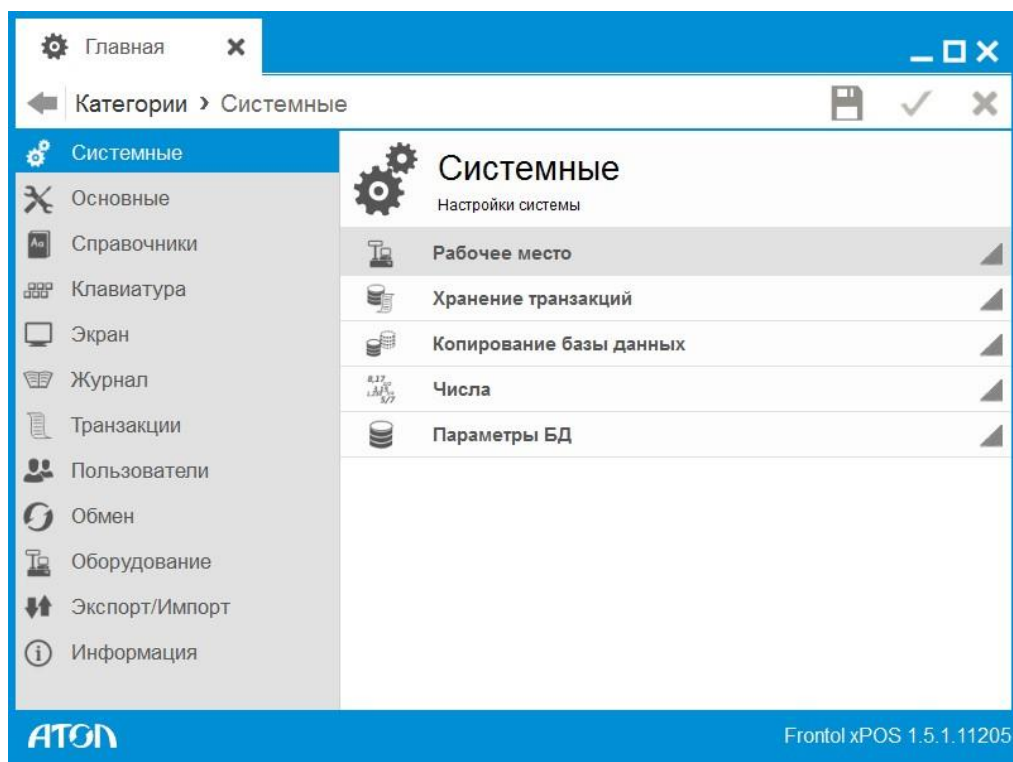 Главная
Категории › Системные
Системные
Основные
Справочники
Клавиатура
Экран
Журнал
Транзакции
Пользователи
Обмен
Оборудование
Экспорт/Импорт
Информация
Системные
Настройки системы
Рабочее место
Хранение транзакций
Копирование базы данных
Числа
Параметры БД
АТОЛ
Frontol xPOS 1.5.1.11205